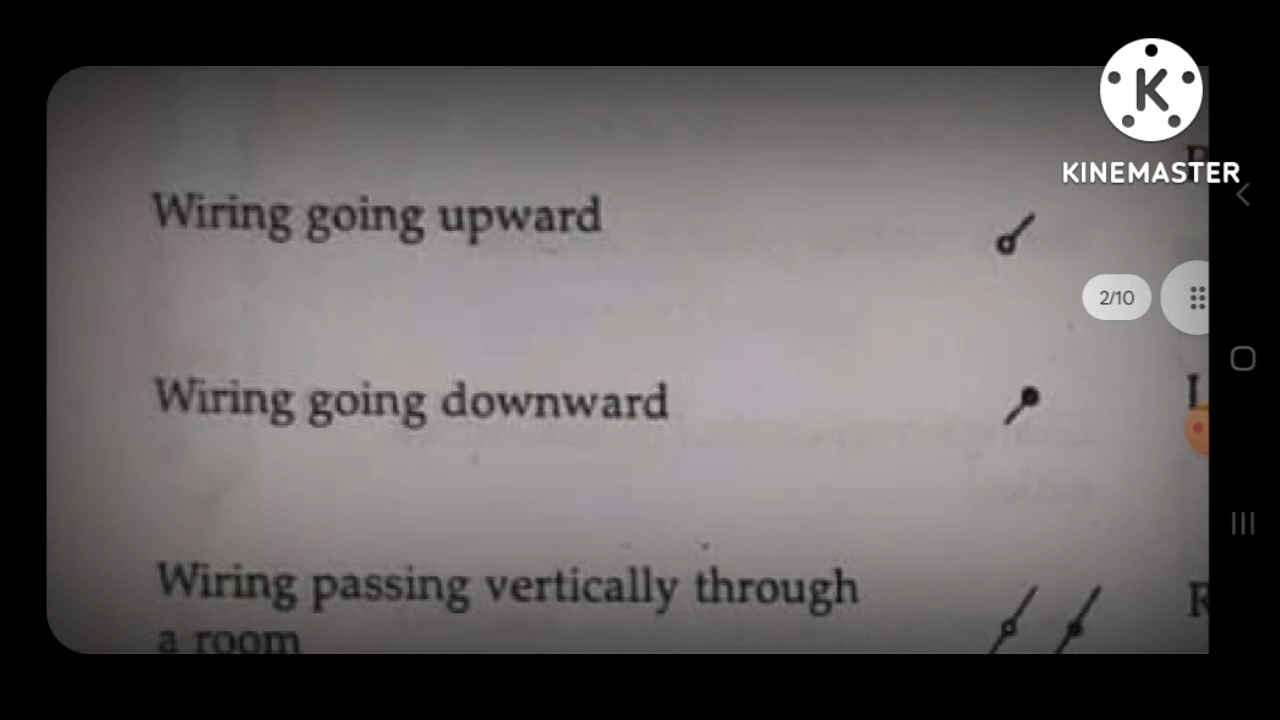 K
KINEMASTER
Wiring going upward
2/10
Wiring going downward
Wiring passing vertically through
a room